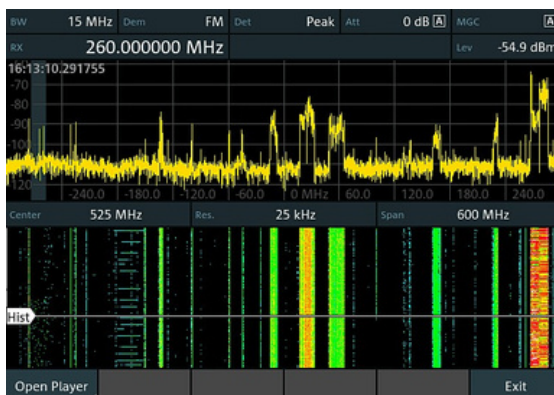 BW 15 MHz Dem FM Det Peak Att 0 dB A MGC A
RX 260.000000 MHz Lev -54.9 dBm
16:13:10.291755
-70
-80
-90
-100
-120 -240.0 -180.0 -120.0 -60.0 0 MHz 60.0 120.0 180.0 240.0
Center 525 MHz Res. 25 kHz Span 600 MHz
Hist
Open Player Exit